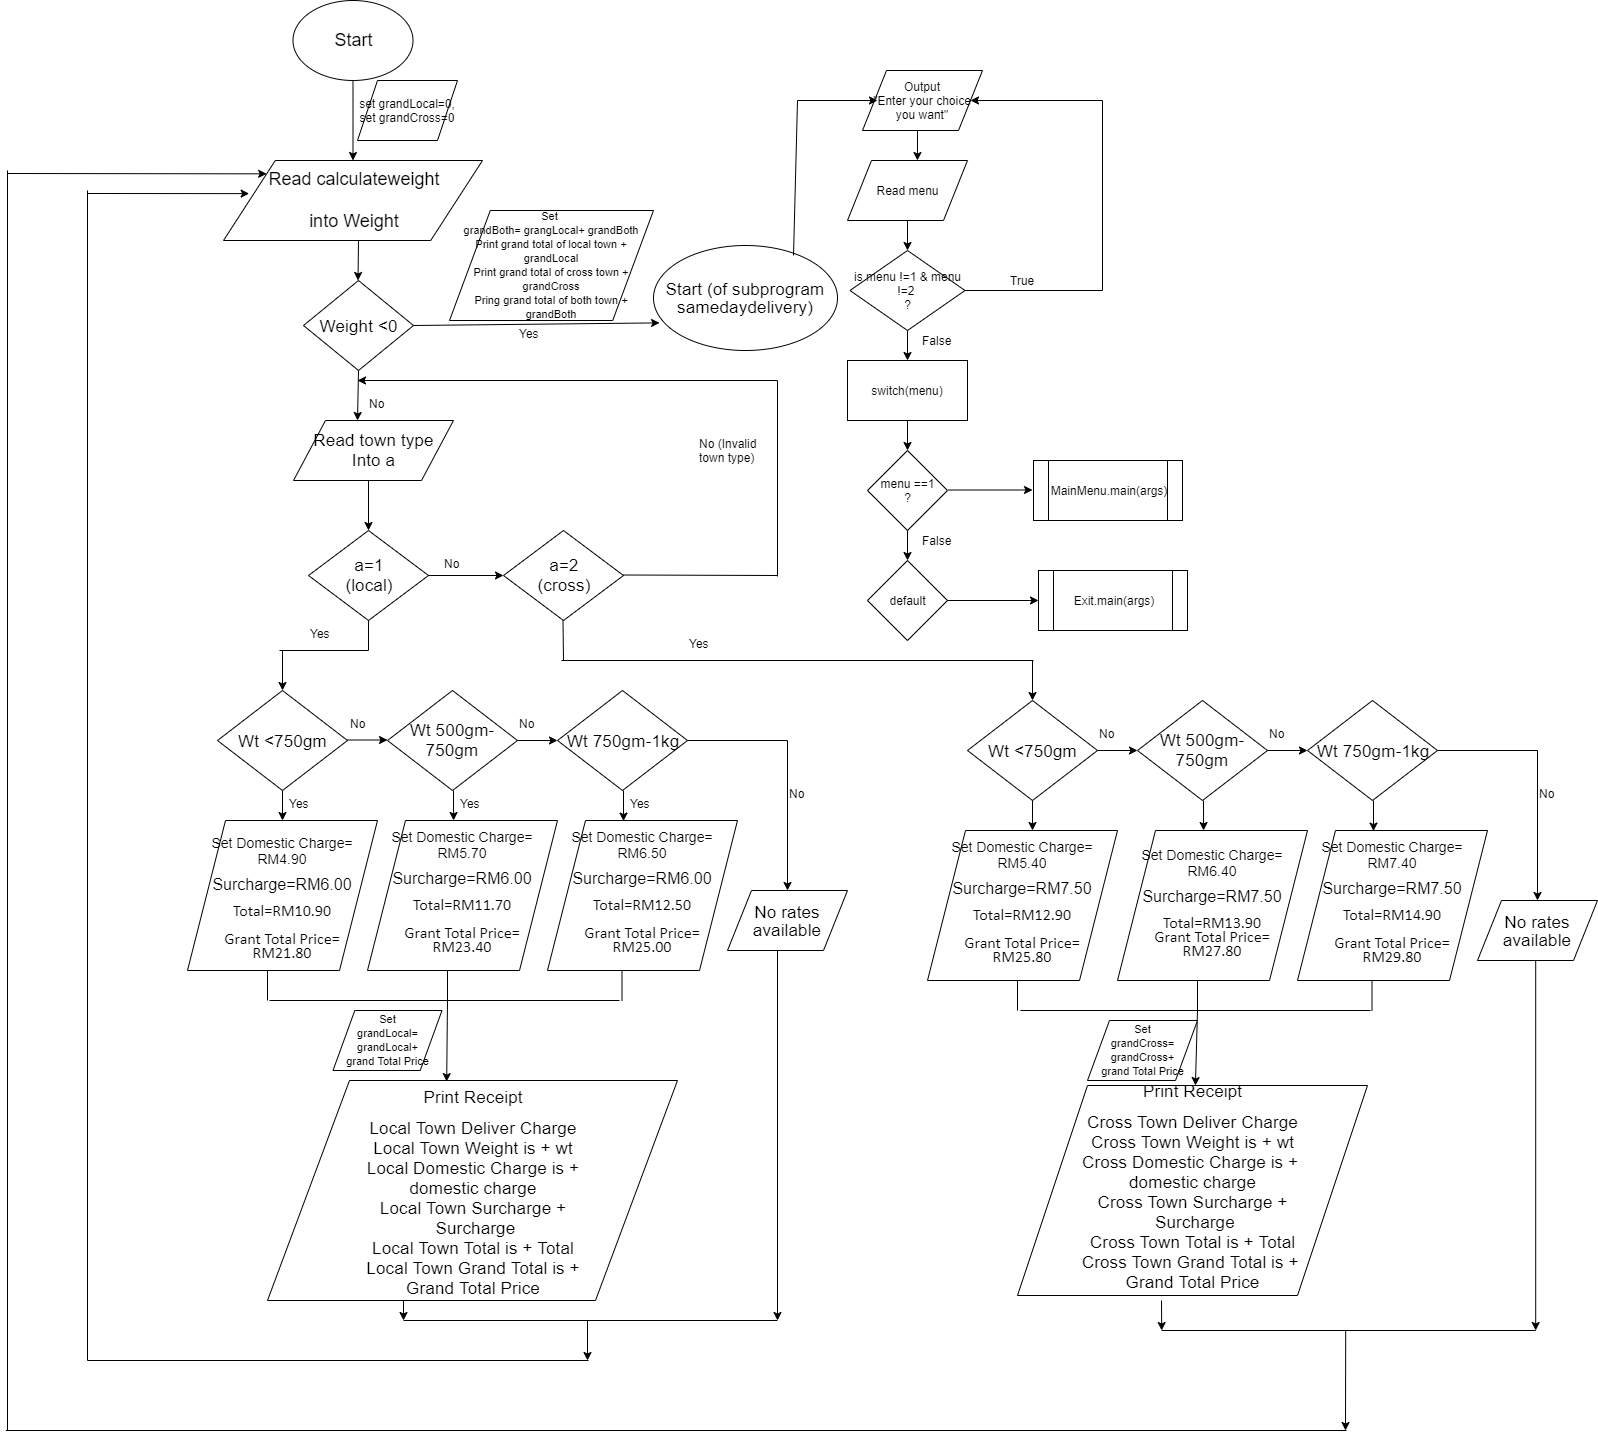 Start
set grandLocal=0,
set grandCross=0
Read calculateweight
into Weight
Weight <0
Yes
No
Set
grandBoth= grangLocal+ grandBoth
Print grand total of local town +
grandLocal
Print grand total of cross town +
grandCross
Pring grand total of both town +
grandBoth
Start (of subprogram
samedaydelivery)
Output
"Enter your choice
you want"
Read menu
is menu !=1 & menu
!=2
?
True
False
switch(menu)
menu ==1
?
MainMenu.main(args)
False
default
Exit.main(args)
Read town type
Into a
No (Invalid
town type)
a=1
(local)
No
a=2
(cross)
Yes
Yes
Wt <750gm
No
Wt 500gm-
750gm
No
Wt 750gm-1kg
No
Yes
Yes
Yes
Set Domestic Charge=
RM4.90
Surcharge=RM6.00
Total=RM10.90
Grant Total Price=
RM21.80
Set Domestic Charge=
RM5.70
Surcharge=RM6.00
Total=RM11.70
Grant Total Price=
RM23.40
Set Domestic Charge=
RM6.50
Surcharge=RM6.00
Total=RM12.50
Grant Total Price=
RM25.00
No rates
available
Wt <750gm
No
Wt 500gm-
750gm
No
Wt 750gm-1kg
No
Set Domestic Charge=
RM5.40
Surcharge=RM7.50
Total=RM12.90
Grant Total Price=
RM25.80
Set Domestic Charge=
RM6.40
Surcharge=RM7.50
Total=RM13.90
Grant Total Price=
RM27.80
Set Domestic Charge=
RM7.40
Surcharge=RM7.50
Total=RM14.90
Grant Total Price=
RM29.80
No rates
available
Set
grandLocal=
grandLocal+
grand Total Price
Print Receipt
Local Town Deliver Charge
Local Town Weight is + wt
Local Domestic Charge is +
domestic charge
Local Town Surcharge +
Surcharge
Local Town Total is + Total
Local Town Grand Total is +
Grand Total Price
Set
grandCross=
grandCross+
grand Total Price
Print Receipt
Cross Town Deliver Charge
Cross Town Weight is + wt
Cross Domestic Charge is +
domestic charge
Cross Town Surcharge +
Surcharge
Cross Town Total is + Total
Cross Town Grand Total is +
Grand Total Price